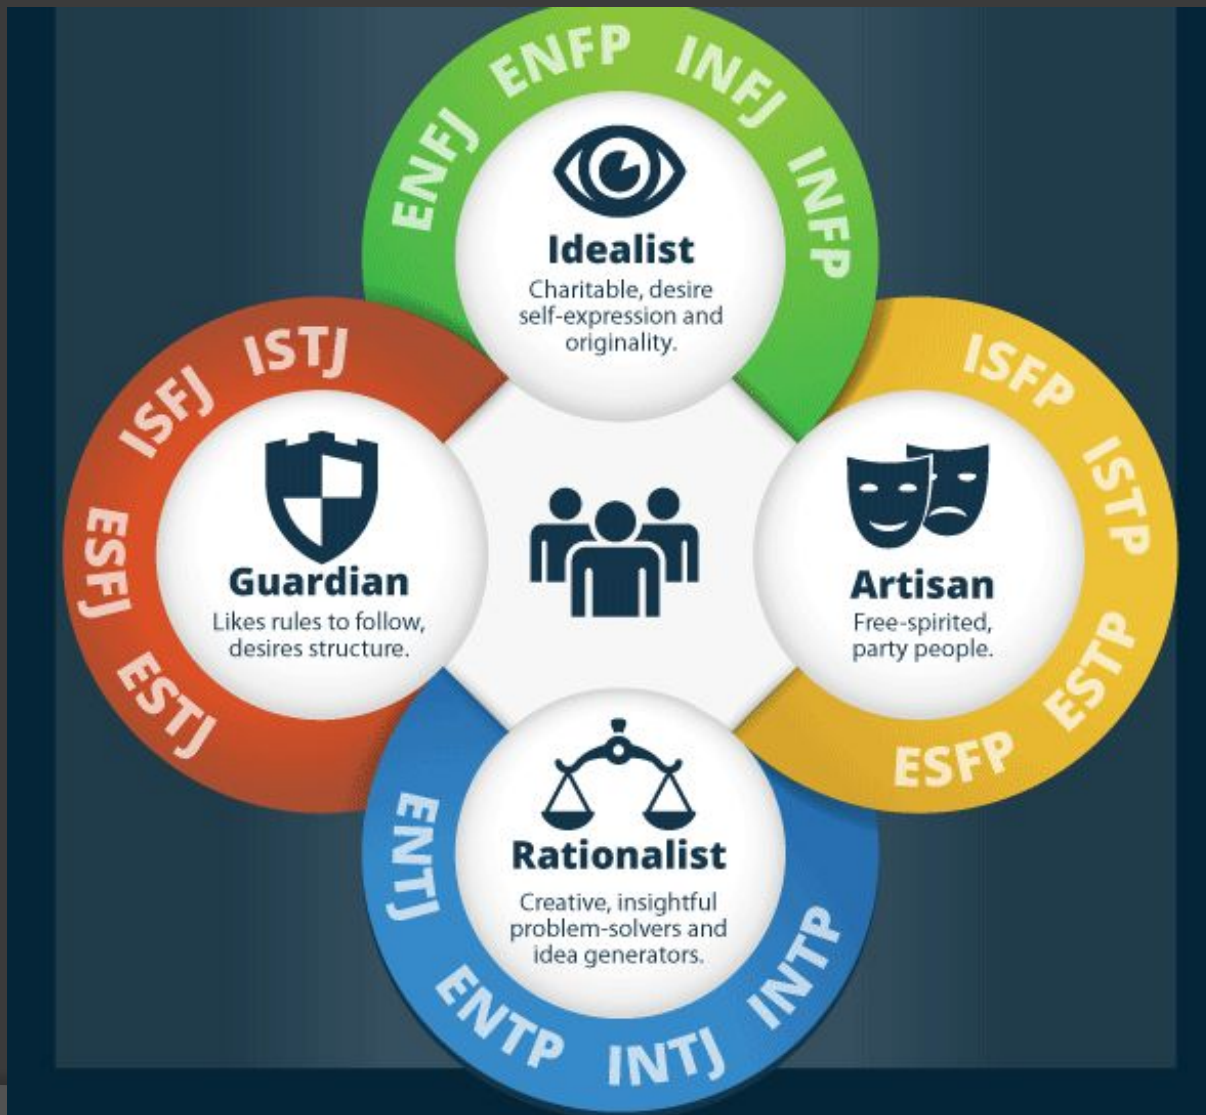 ENFJ
ENFP
INFJ
INFP
Idealist
Charitable, desire
self-expression and
originality.
ISTJ
ISFJ
ESFJ
ESTJ
Guardian
Likes rules to follow,
desires structure.
ISFP
ISTP
ESTP
ESFP
Artisan
Free-spirited,
party people.
Rationalist
Creative, insightful
problem-solvers and
idea generators.
ENTJ
ENTP
INTJ
INTP